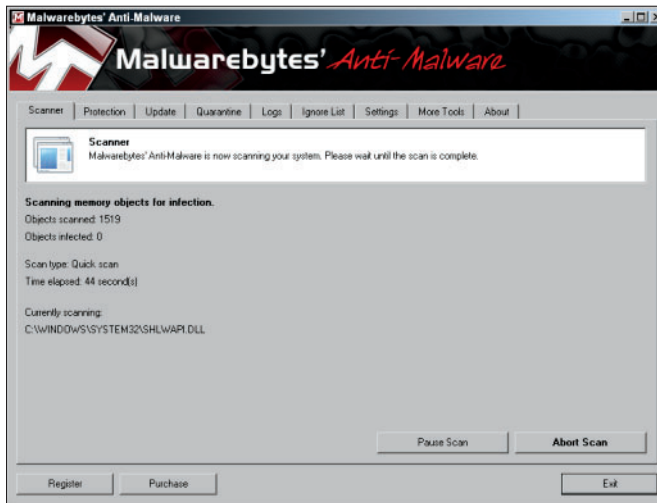 Malwarebytes' Anti-Malware
Malwarebytes' Anti-Malware
Scanner Protection Update Quarantine Logs Ignore List Settings More Tools About
Scanner
Malwarebytes' Anti-Malware is now scanning your system. Please wait until the scan is complete.
Scanning memory objects for infection.
Objects scanned: 1519
Objects infected: 0
Scan type: Quick scan
Time elapsed: 44 second(s)
Currently scanning:
C:\WINDOWS\SYSTEM32\SHLWAPI.DLL
Pause Scan Abort Scan
Register Purchase Exit